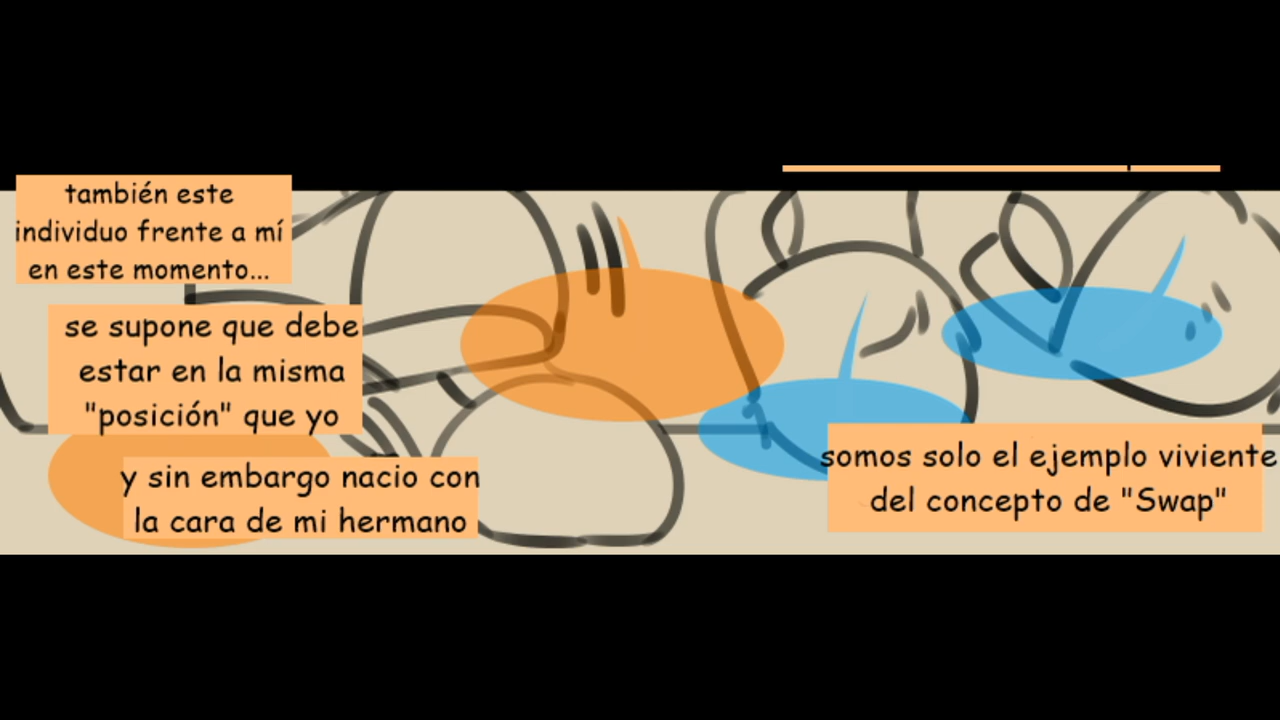 también este
individuo frente a mí
en este momento...
se supone que debe
estar en la misma
"posición" que yo
y sin embargo nacio con
la cara de mi hermano
somos solo el ejemplo viviente
del concepto de "Swap"